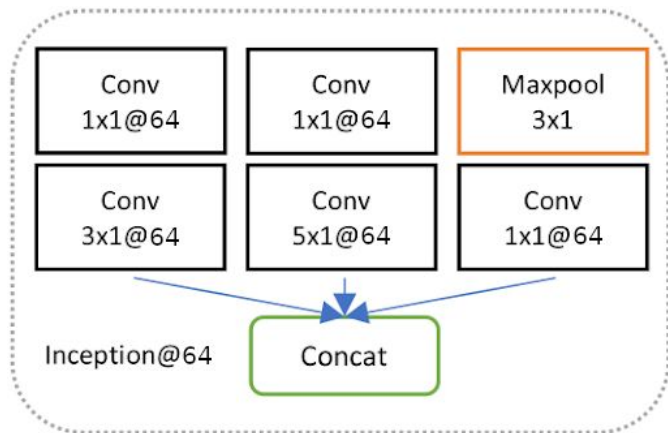 Conv
1x1@64
Conv
1x1@64
Maxpool
3x1
Conv
3x1@64
Conv
5x1@64
Conv
1x1@64
Inception@64
Concat